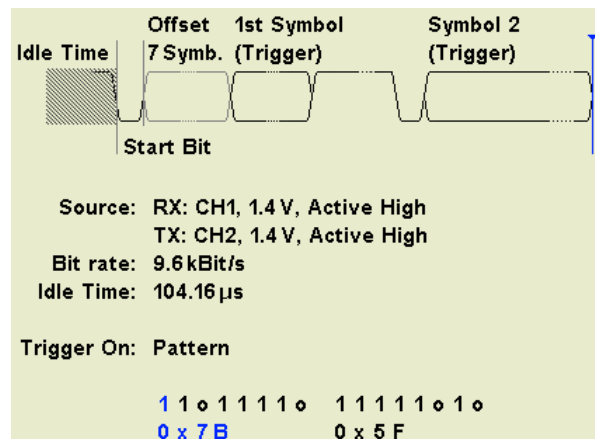 Offset 1st Symbol Symbol 2
Idle Time 7 Symb. (Trigger) (Trigger)
Start Bit
Source: RX: CH1, 1.4 V, Active High
TX: CH2, 1.4 V, Active High
Bit rate: 9.6 kBit/s
Idle Time: 104.16 µs
Trigger On: Pattern
1 1 o 1 1 1 1 o 1 1 1 1 1 o 1 o
0 x 7 B 0 x 5 F